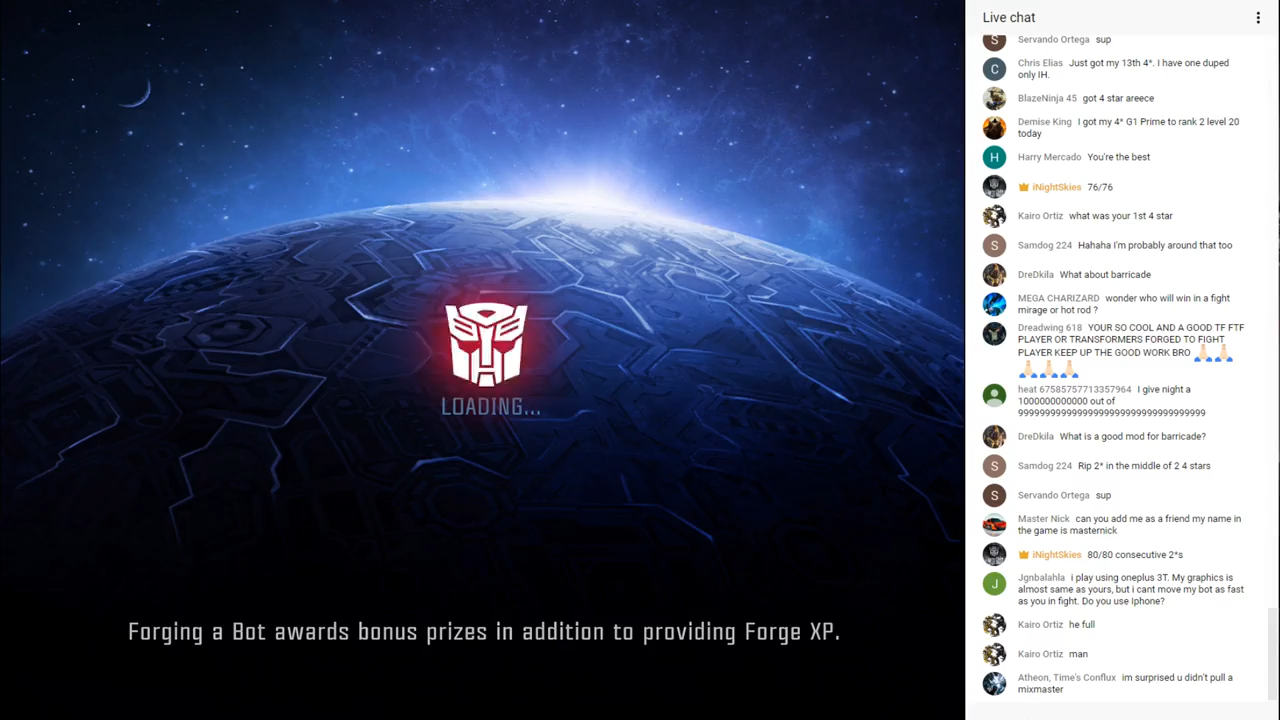 Live chat
Servando Ortega sup
Chris Elias Just got my 13th 4*. I have one duped
only IH.
BlazeNinja 45 got 4 star areece
Demise King I got my 4* G1 Prime to rank 2 level 20
today
H
Harry Mercado You're the best
iNightSkies 76/76
Kairo Ortiz what was your 1st 4 star
S
Samdog 224 Hahaha I'm probably around that too
DreDkila What about barricade
MEGA CHARIZARD wonder who will win in a fight
mirage or hot rod ?
Dreadwing 618 YOUR SO COOL AND A GOOD TF FTF
PLAYER OR TRANSFORMERS FORGED TO FIGHT
PLAYER KEEP UP THE GOOD WORK BRO
heat 67585757713357964 I give night a
1000000000000 out of
DreDkila What is a good mod for barricade?
S
Samdog 224 Rip 2* in the middle of 2 4 stars
S
Servando Ortega sup
Master Nick can you add me as a friend my name in
the game is masternick
iNightSkies 80/80 consecutive 2*s
J
Jgnbalahla i play using oneplus 3T. My graphics is
almost same as yours, but i cant move my bot as fast
as you in fight. Do you use Iphone?
Kairo Ortiz he full
Kairo Ortiz man
Atheon, Time's Conflux im surprised u didn't pull a
mixmaster
LOADING...
Forging a Bot awards bonus prizes in addition to providing Forge XP.